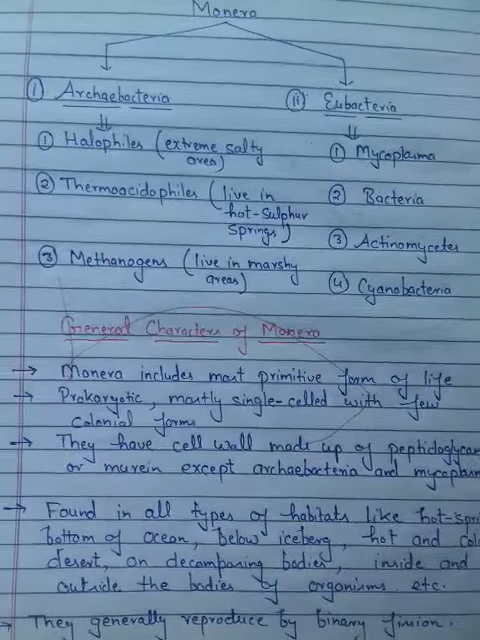 Monera
(i) Archaebacteria
(ii) Eubacteria
① Halophiles (extreme salty area)
② Thermoacidophiles (live in hot-sulphur springs)
③ Methanogens (live in marshy areas)
① Mycoplasma
② Bacteria
③ Actinomycetes
④ Cyanobacteria
General Characters of Monera
→ Monera includes most primitive form of life
→ Prokaryotic, mostly single-celled with few
colonial forms
→ They have cell wall made up of peptidoglycan
or murein except archaebacteria and mycoplasm
→ Found in all types of habitats like hot-spri
bottom of ocean, below iceberg, hot and col
desert, on decomposing bodies, inside and
outside the bodies of organisms etc.
→ They generally reproduce by binary fission.